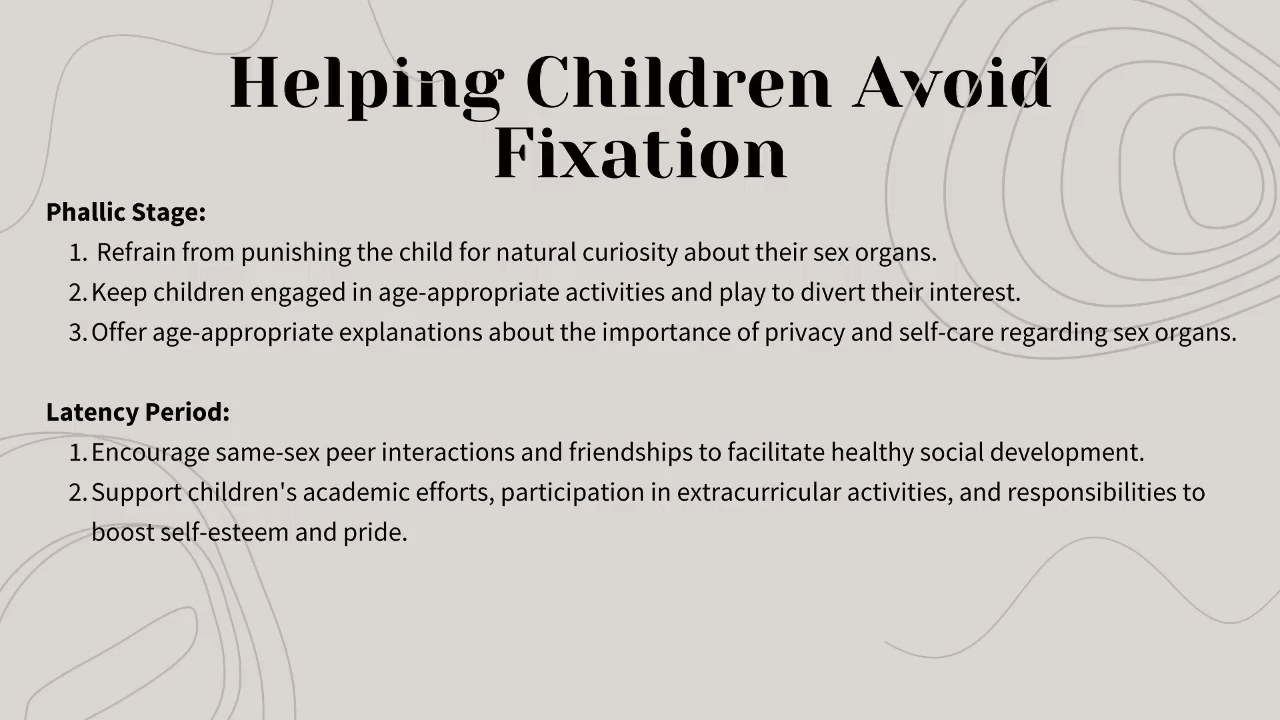 Helping Children Avoid
Fixation
Phallic Stage:
1. Refrain from punishing the child for natural curiosity about their sex organs.
2. Keep children engaged in age-appropriate activities and play to divert their interest.
3. Offer age-appropriate explanations about the importance of privacy and self-care regarding sex organs.
Latency Period:
1. Encourage same-sex peer interactions and friendships to facilitate healthy social development.
2. Support children's academic efforts, participation in extracurricular activities, and responsibilities to
boost self-esteem and pride.